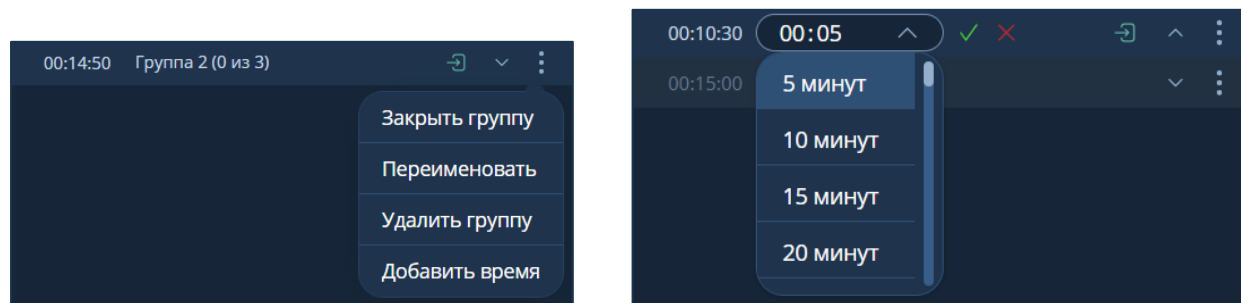 00:14:50 Группа 2 (0 из 3)
Закрыть группу
Переименовать
Удалить группу
Добавить время
00:10:30 00:05
00:15:00
5 минут
10 минут
15 минут
20 минут